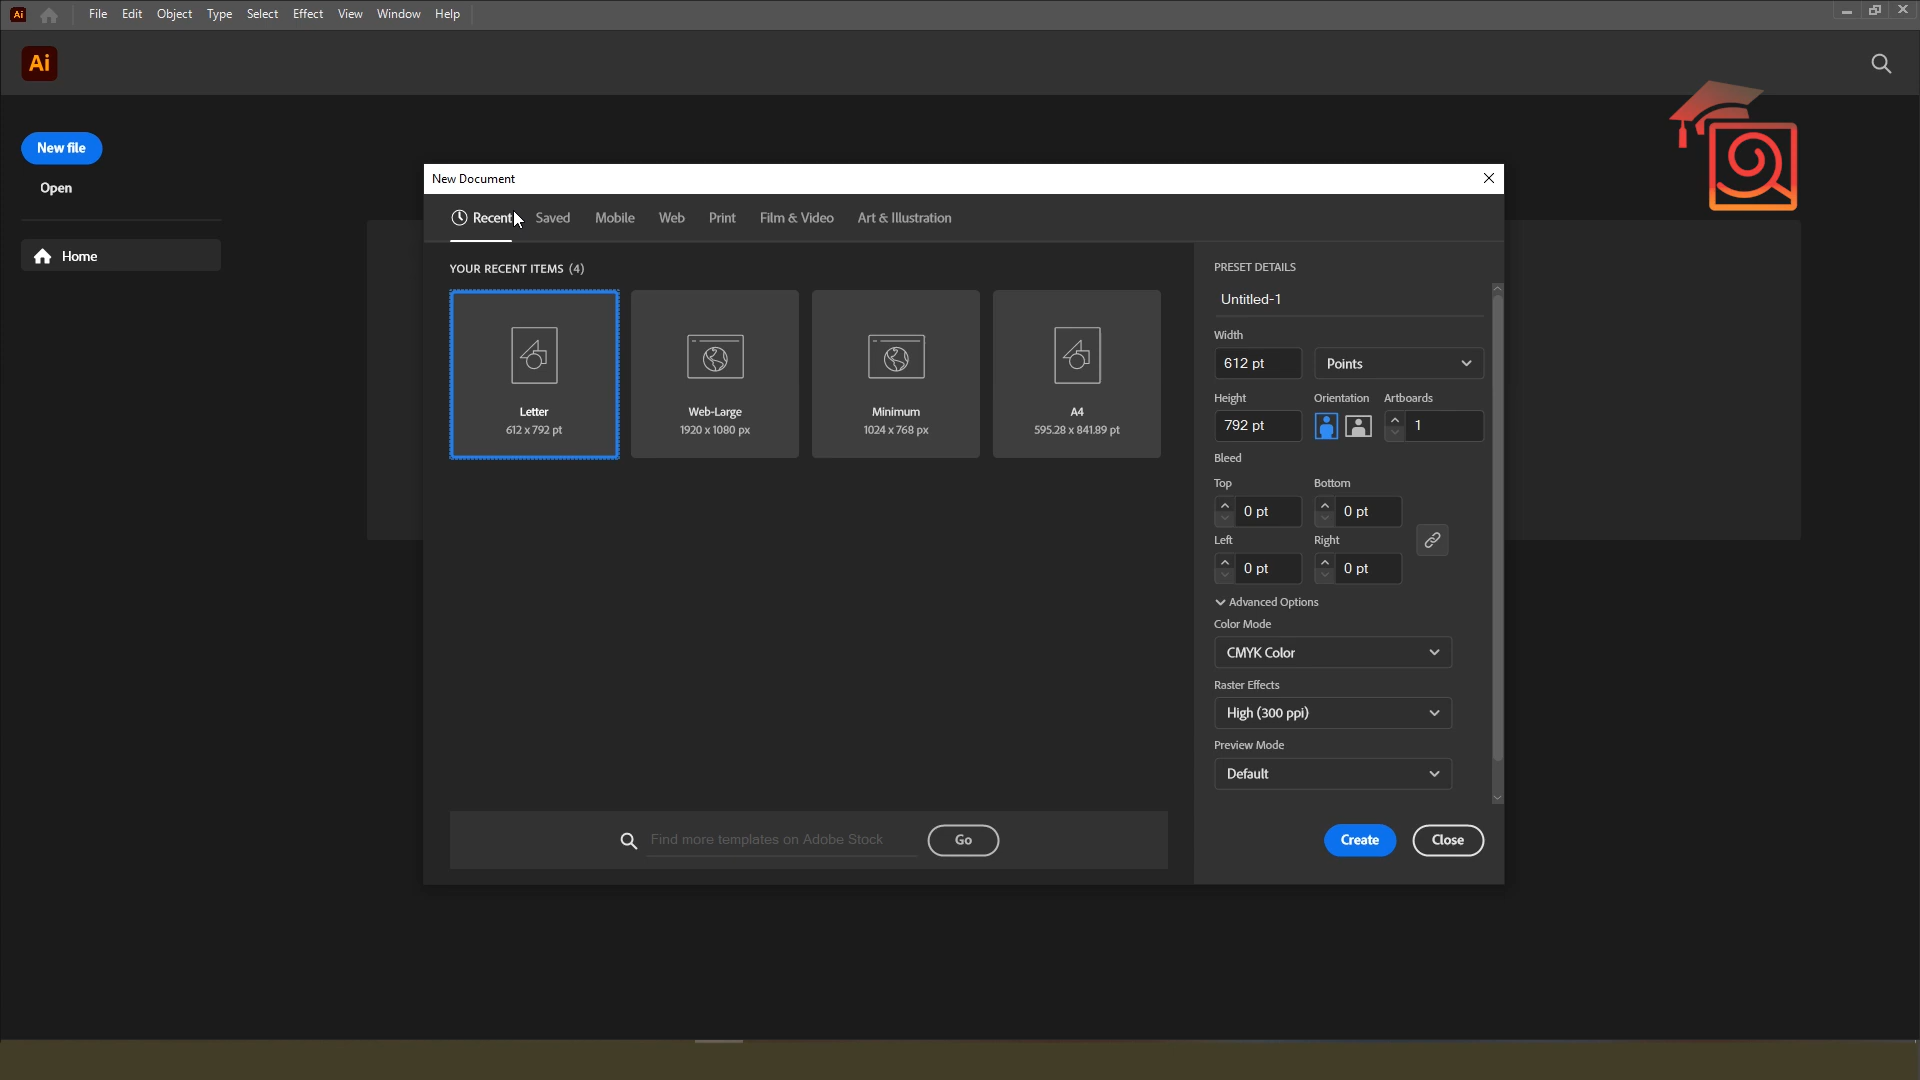 Ai File Edit Object Type Select Effect View Window Help
Ai
New file
Open
Home
New Document
Recent Saved Mobile Web Print Film & Video Art & Illustration
YOUR RECENT ITEMS (4)
Letter
612 x 792 pt
Web-Large
1920 x 1080 px
Minimum
1024 x 768 px
A4
595.28 x 841.89 pt
Find more templates on Adobe Stock Go
PRESET DETAILS
Untitled-1
Width
612 pt Points
Height Orientation Artboards
792 pt 1
Bleed
Top Bottom
0 pt 0 pt
Left Right
0 pt 0 pt
Advanced Options
Color Mode
CMYK Color
Raster Effects
High (300 ppi)
Preview Mode
Default
Create Close